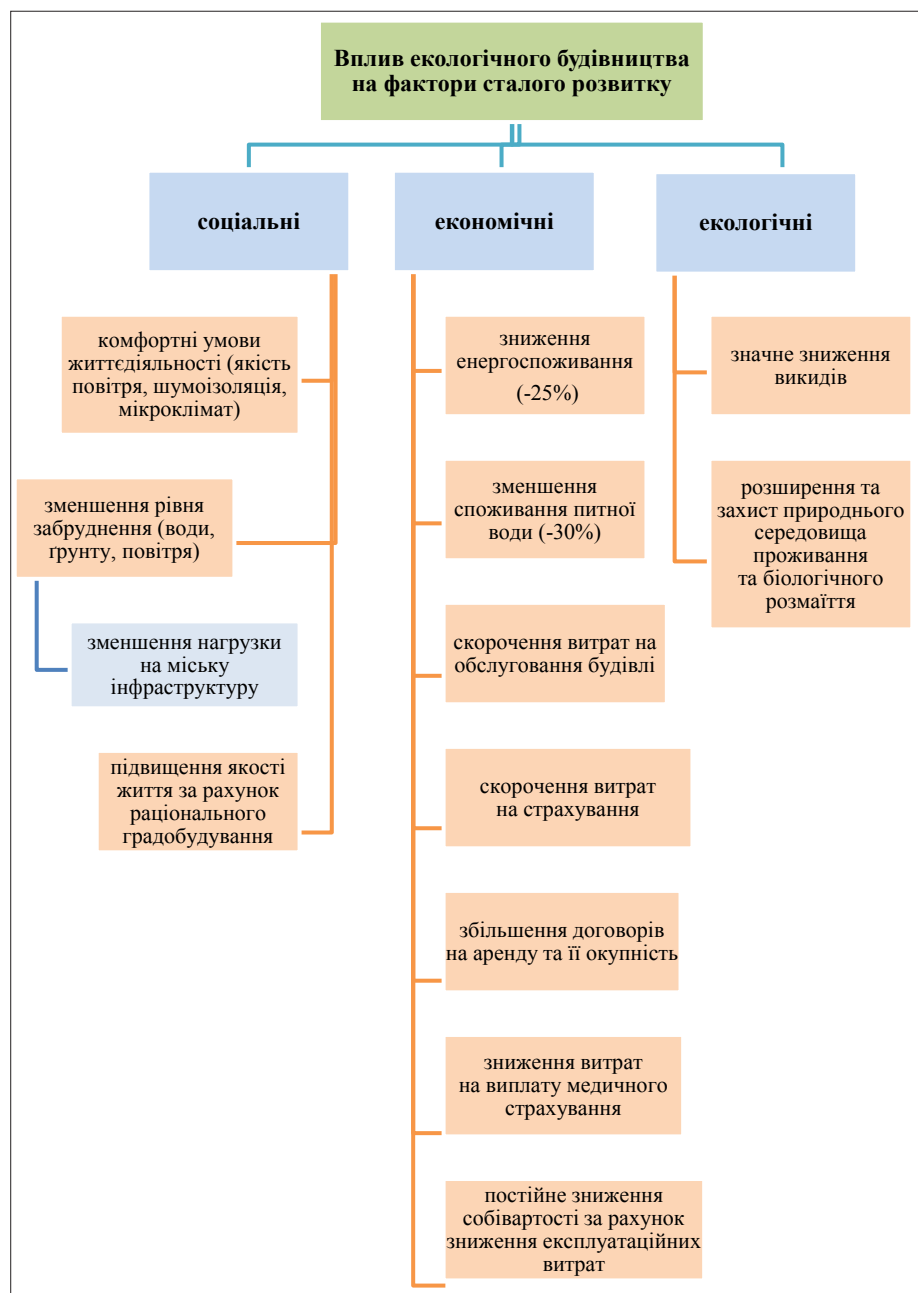 Вплив екологічного будівництва
на фактори сталого розвитку
соціальні
економічні
екологічні
комфортні умови
життєдіяльності (якість
повітря, шумоізоляція,
мікроклімат)
зменшення рівня
забруднення (води,
ґрунту, повітря)
зменшення нагрузки
на міську
інфраструктуру
підвищення якості
життя за рахунок
раціонального
градобудування
зниження
енергоспоживання
(-25%)
зменшення
споживання питної
води (-30%)
скорочення витрат на
обслуговання будівлі
скорочення витрат
на страхування
збільшення договорів
на аренду та її окупність
зниження витрат
на виплату медичного
страхування
постійне зниження
собівартості за рахунок
зниження експлуатаційних
витрат
значне зниження
викидів
розширення та
захист природнього
середовища
проживання
та біологічного
розмаїття